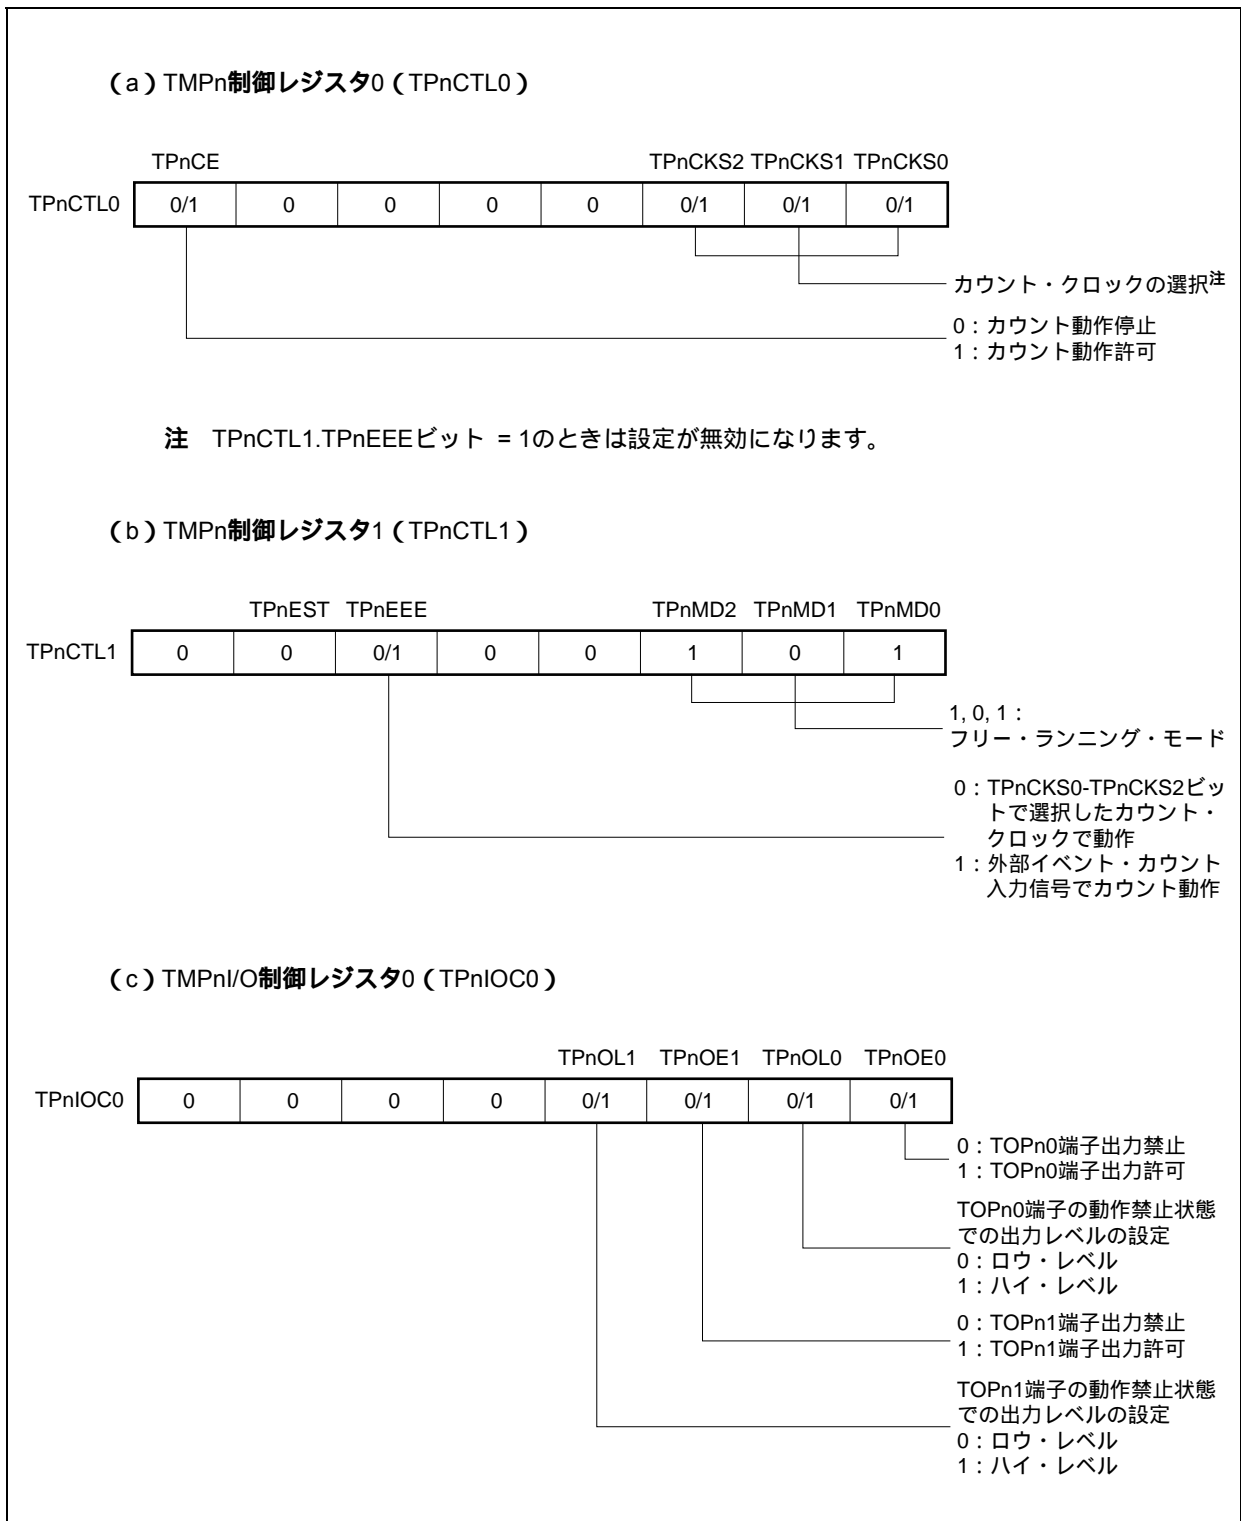 (a)TMPn制御レジスタ0(TPnCTL0)
TPnCE TPnCKS2 TPnCKS1 TPnCKS0
TPnCTL0 0/1 0 0 0 0 0/1 0/1 0/1
カウント・クロックの選択注
0:カウント動作停止
1:カウント動作許可
注 TPnCTL1.TPnEEEビット = 1のときは設定が無効になります。
(b)TMPn制御レジスタ1(TPnCTL1)
TPnEST TPnEEE TPnMD2 TPnMD1 TPnMD0
TPnCTL1 0 0 0/1 0 0 1 0 1
1, 0, 1:
フリー・ランニング・モード
0:TPnCKS0-TPnCKS2ビッ
トで選択したカウント・
クロックで動作
1:外部イベント・カウント
入力信号でカウント動作
(c)TMPnI/O制御レジスタ0(TPnIOC0)
TPnOL1 TPnOE1 TPnOL0 TPnOE0
TPnIOC0 0 0 0 0 0/1 0/1 0/1 0/1
0:TOPn0端子出力禁止
1:TOPn0端子出力許可
TOPn0端子の動作禁止状態
での出力レベルの設定
0:ロウ・レベル
1:ハイ・レベル
0:TOPn1端子出力禁止
1:TOPn1端子出力許可
TOPn1端子の動作禁止状態
での出力レベルの設定
0:ロウ・レベル
1:ハイ・レベル